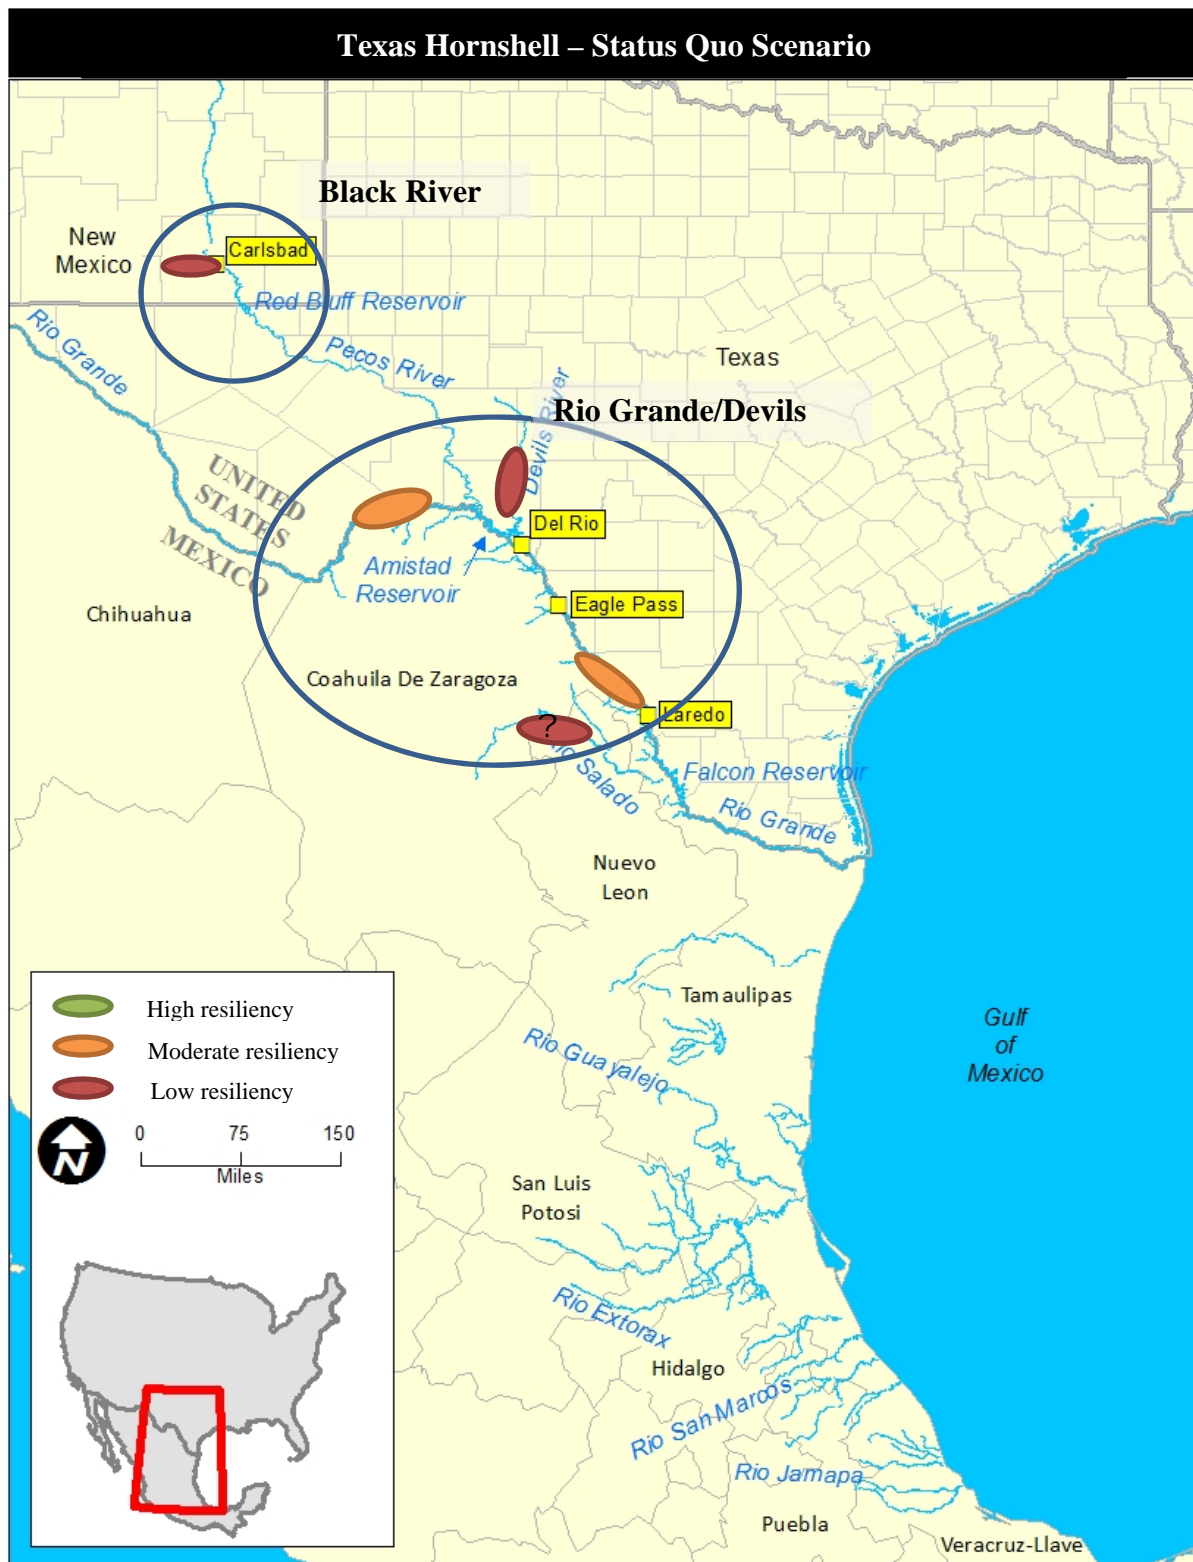 Texas Hornshell – Status Quo Scenario
Black River
New
Mexico
Carlsbad
Red Bluff Reservoir
Rio Grande
Pecos River
Texas
Rio Grande/Devils
Devils River
UNITED
STATES
MEXICO
Del Rio
Amistad
Reservoir
Eagle Pass
Chihuahua
Coahuila De Zaragoza
?
Laredo
Rio Salado
Falcon Reservoir
Rio Grande
Nuevo
Leon
Tamaulipas
Rio Guayalejo
Gulf
of
Mexico
High resiliency
Moderate resiliency
Low resiliency
N
0 75 150
Miles
San Luis
Potosi
Rio Extorax
Hidalgo
Rio San Marcos
Rio Jamapa
Puebla
Veracruz-Llave